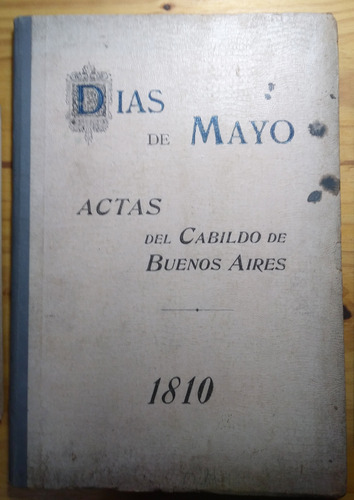 DIAS
DE MAYO
ACTAS
DEL CABILDO DE
BUENOS AIRES
1810